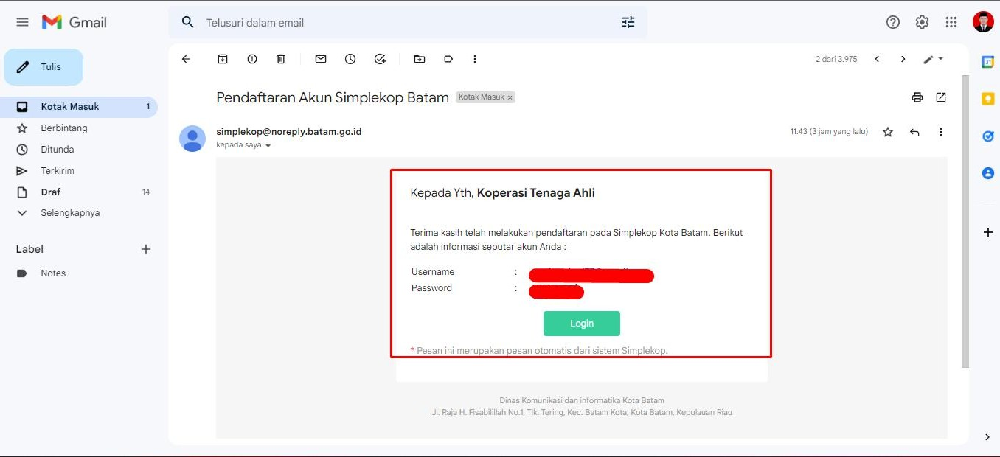 Gmail
Telusuri dalam email
Tulis
2 dari 3.975
31
Kotak Masuk 1
Berbintang
Ditunda
Terkirim
Draf 14
Selengkapnya
Label
Notes
Pendaftaran Akun Simplekop Batam Kotak Masuk ×
simplekop@noreply.batam.go.id
11.43 (3 jam yang lalu)
kepada saya
Kepada Yth, Koperasi Tenaga Ahli
Terima kasih telah melakukan pendaftaran pada Simplekop Kota Batam. Berikut
adalah informasi seputar akun Anda :
Username :
Password :
Login
* Pesan ini merupakan pesan otomatis dari sistem Simplekop.
Dinas Komunikasi dan informatika Kota Batam
Jl. Raja H. Fisabilillah No.1, Tlk. Tering, Kec. Batam Kota, Kota Batam, Kepulauan Riau